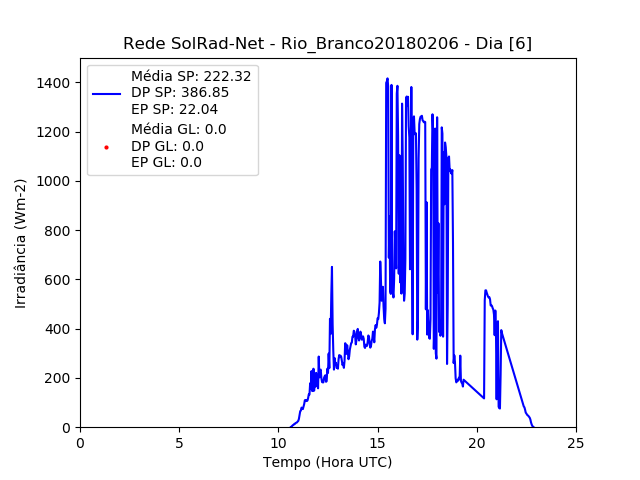 Rede SolRad-Net - Rio_Branco20180206 - Dia [6]
Média SP: 222.32
DP SP: 386.85
EP SP: 22.04
Média GL: 0.0
DP GL: 0.0
EP GL: 0.0
Irradiância (Wm-2)
1400
1200
1000
800
600
400
200
0
0 5 10 15 20 25
Tempo (Hora UTC)